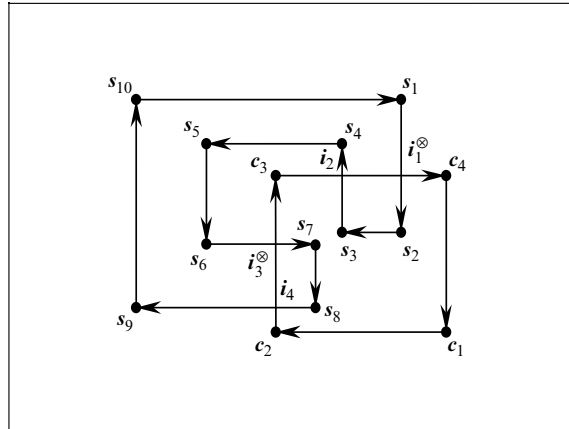 s₁₀ s₁
s₅ s₄
c₃ i₂ i₁^⊗ c₄
s₆ i₃^⊗ s₇ s₃ s₂
s₉ i₄ s₈
c₂ c₁